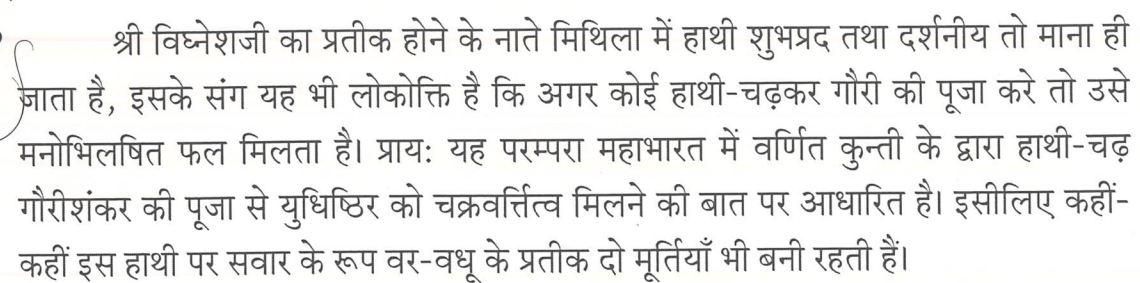 श्री विघ्नेशजी का प्रतीक होने के नाते मिथिला में हाथी शुभप्रद तथा दर्शनीय तो माना ही
जाता है, इसके संग यह भी लोकोक्ति है कि अगर कोई हाथी-चढ़कर गौरी की पूजा करे तो उसे
मनोभिलषित फल मिलता है। प्राय: यह परम्परा महाभारत में वर्णित कुन्ती के द्वारा हाथी-चढ़
गौरीशंकर की पूजा से युधिष्ठिर को चक्रवर्त्तित्व मिलने की बात पर आधारित है। इसीलिए कहीं-
कहीं इस हाथी पर सवार के रूप वर-वधू के प्रतीक दो मूर्तियाँ भी बनी रहती हैं।